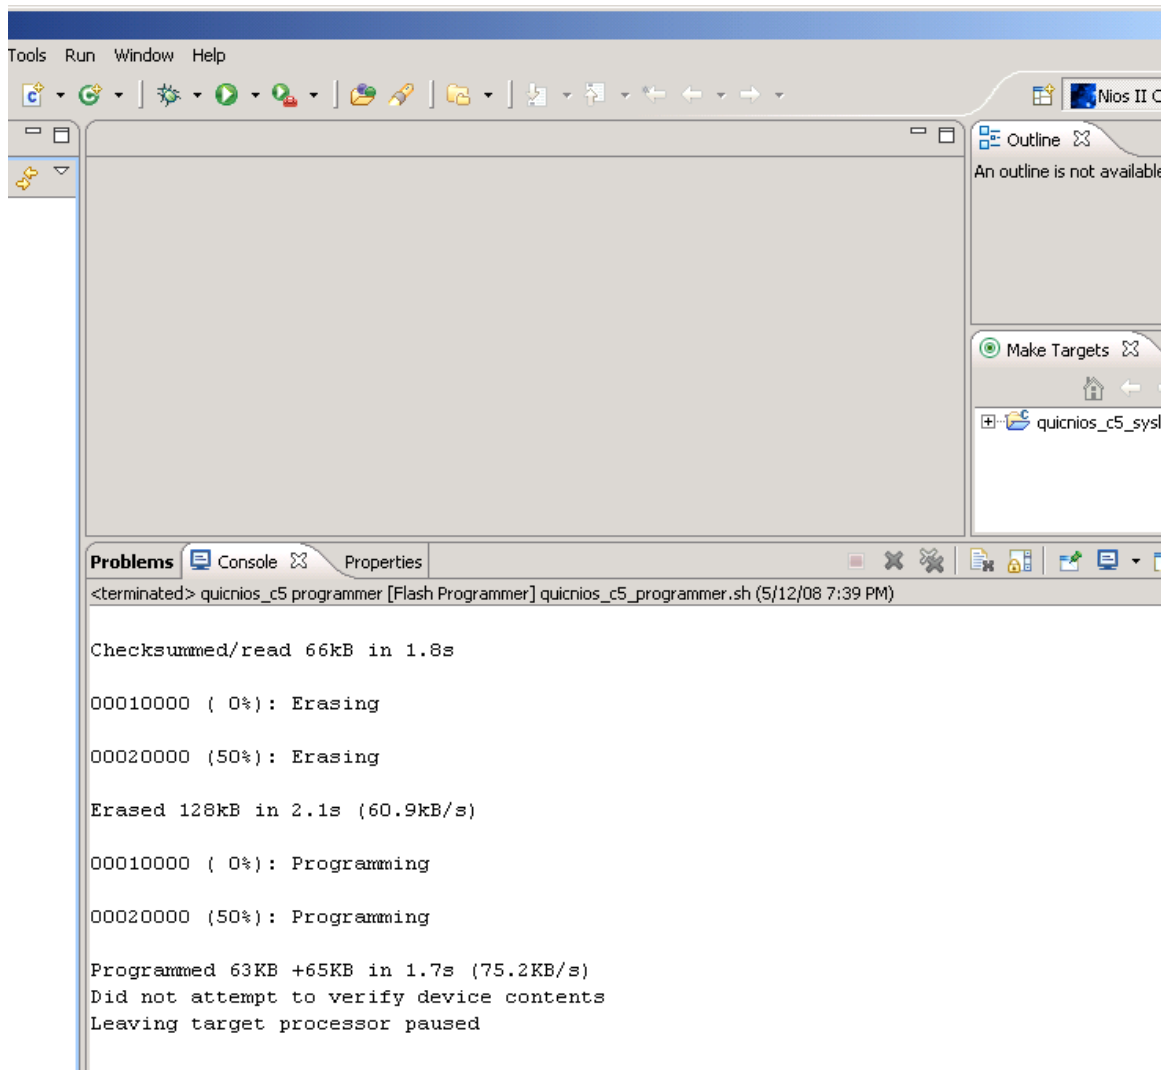 Tools Run Window Help
Nios II C
Outline
An outline is not available
Make Targets
quicnios_c5_sysl
Problems Console Properties
<terminated> quicnios_c5 programmer [Flash Programmer] quicnios_c5_programmer.sh (5/12/08 7:39 PM)
Checksummed/read 66kB in 1.8s
00010000 ( 0%): Erasing
00020000 (50%): Erasing
Erased 128kB in 2.1s (60.9kB/s)
00010000 ( 0%): Programming
00020000 (50%): Programming
Programmed 63KB +65KB in 1.7s (75.2KB/s)
Did not attempt to verify device contents
Leaving target processor paused